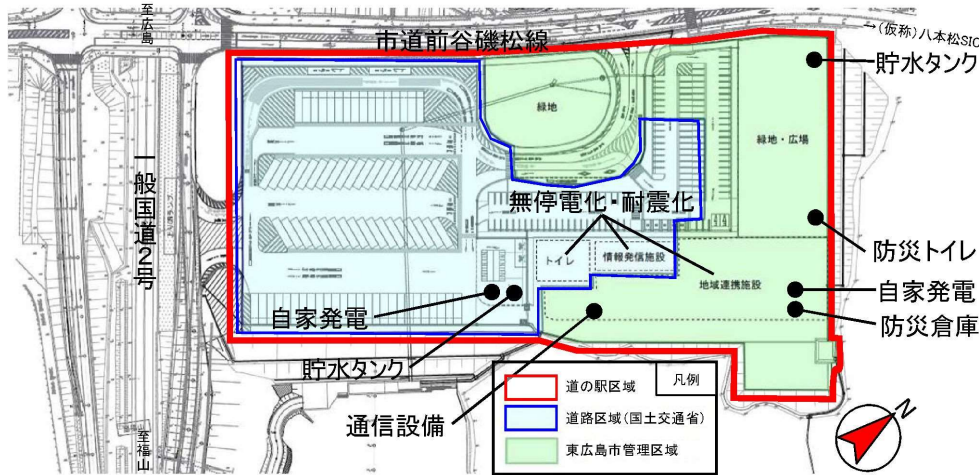 至広島
市道前谷磯松線
→(仮称)八本松SIC
貯水タンク
緑地
緑地・広場
一般国道2号
無停電化・耐震化
防災トイレ
トイレ
情報発信施設
地域連携施設
自家発電
自家発電
防災倉庫
貯水タンク
通信設備
凡例
道の駅区域
道路区域(国土交通省)
東広島市管理区域
至福山
N